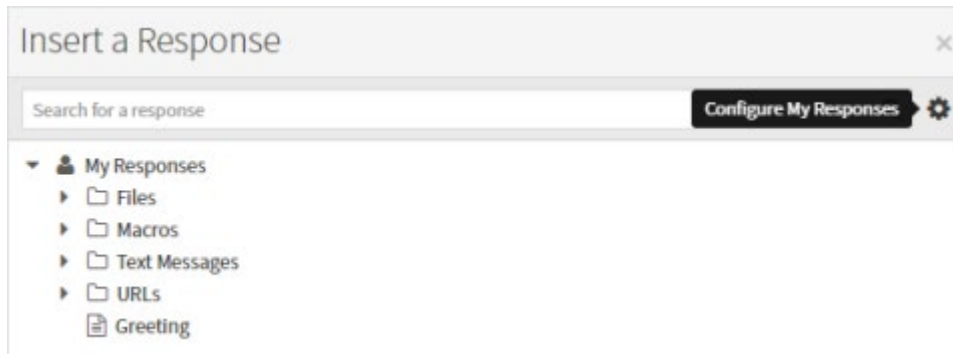 Insert a Response
Search for a response
Configure My Responses
My Responses
Files
Macros
Text Messages
URLs
Greeting